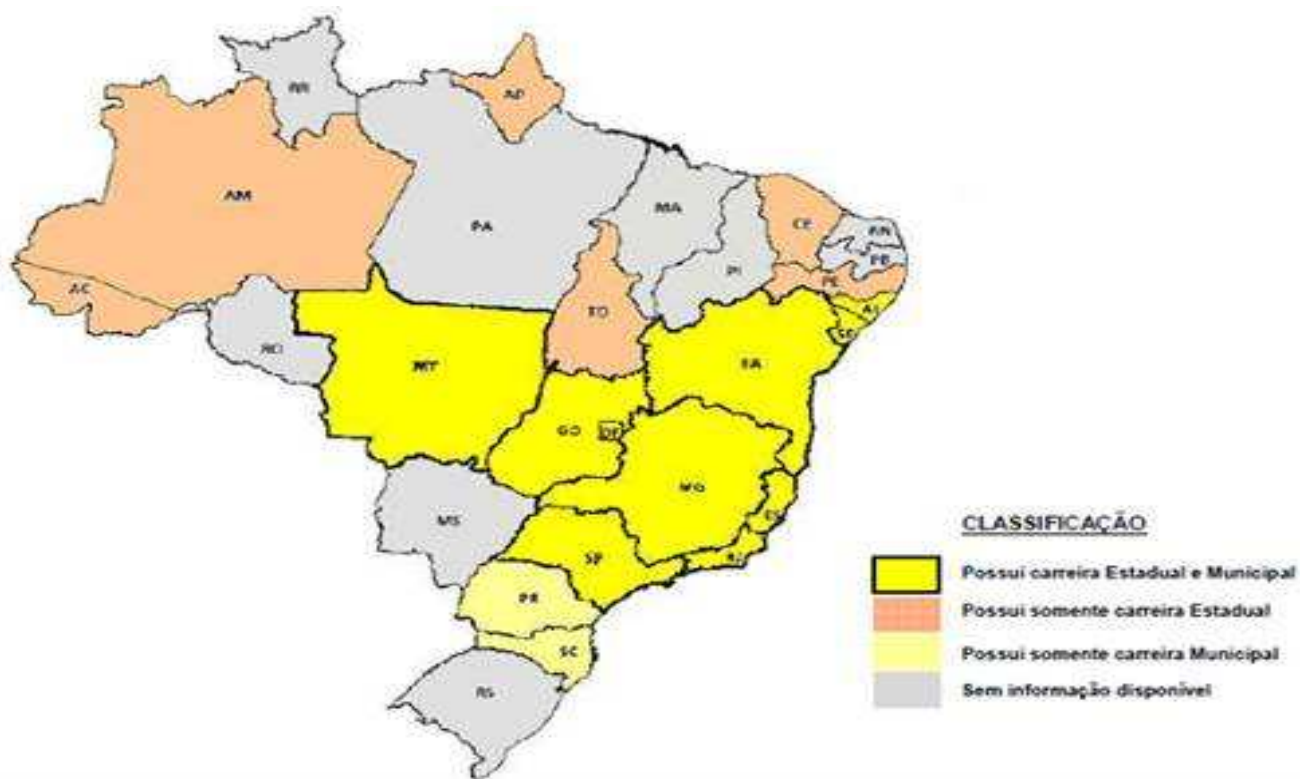 RR
AP
AM
PA
MA
CE
RN
PB
PI
PE
AC
TO
AL
SE
RO
MT
BA
GO
DF
MG
MS
ES
SP
RJ
PR
SC
RS
CLASSIFICAÇÃO
Possui carreira Estadual e Municipal
Possui somente carreira Estadual
Possui somente carreira Municipal
Sem informação disponível